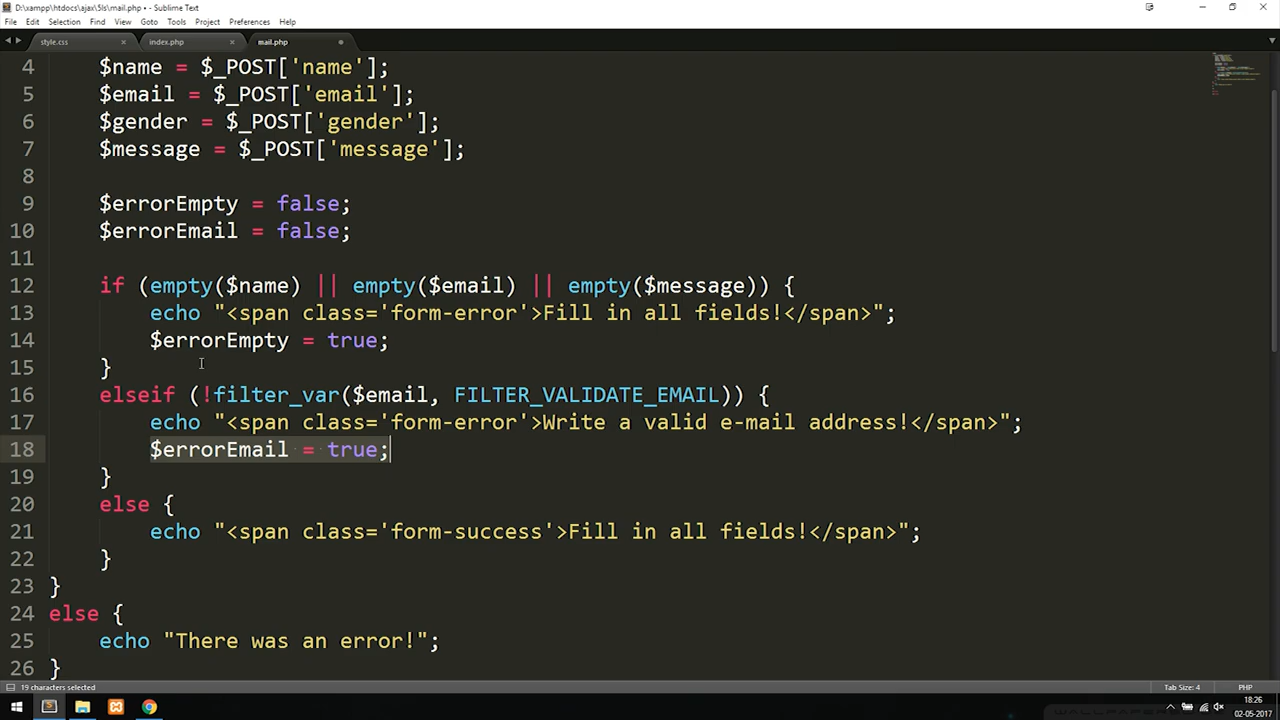 D:\xampp\htdocs\ajax\5ls\mail.php • - Sublime Text
File Edit Selection Find View Goto Tools Project Preferences Help
style.css index.php mail.php
4 $name = $_POST['name'];
5 $email = $_POST['email'];
6 $gender = $_POST['gender'];
7 $message = $_POST['message'];
8
9 $errorEmpty = false;
10 $errorEmail = false;
11
12 if (empty($name) || empty($email) || empty($message)) {
13 echo "<span class='form-error'>Fill in all fields!</span>";
14 $errorEmpty = true;
15 }
16 elseif (!filter_var($email, FILTER_VALIDATE_EMAIL)) {
17 echo "<span class='form-error'>Write a valid e-mail address!</span>";
18 $errorEmail = true;
19 }
20 else {
21 echo "<span class='form-success'>Fill in all fields!</span>";
22 }
23 }
24 else {
25 echo "There was an error!";
26 }
19 characters selected Tab Size: 4 PHP
18:26
02-05-2017